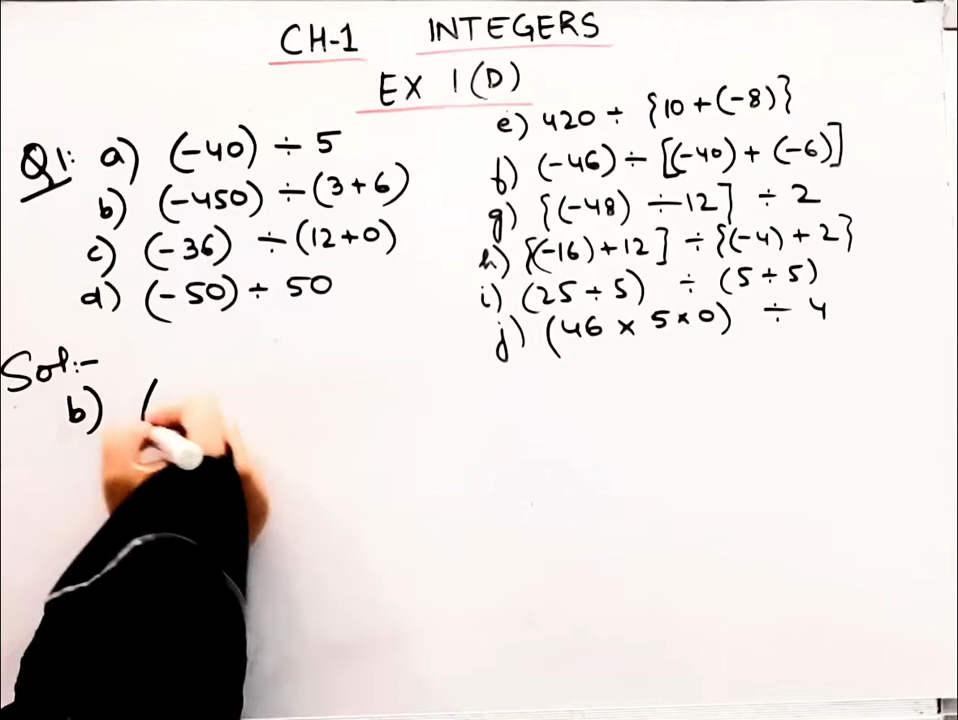 CH-1 INTEGERS
EX 1(D)
Q1: a) (-40) ÷ 5
b) (-450) ÷ (3+6)
c) (-36) ÷ (12+0)
d) (-50) ÷ 50
e) 420 ÷ {10 + (-8)}
f) (-46) ÷ [(-40) + (-6)]
g) {(-48) ÷ 12] ÷ 2
h) {(-16) + 12] ÷ {(-4) + 2}
i) (25 ÷ 5) ÷ (5 ÷ 5)
j) (46 × 5 × 0) ÷ 4
Sol:-
b) (